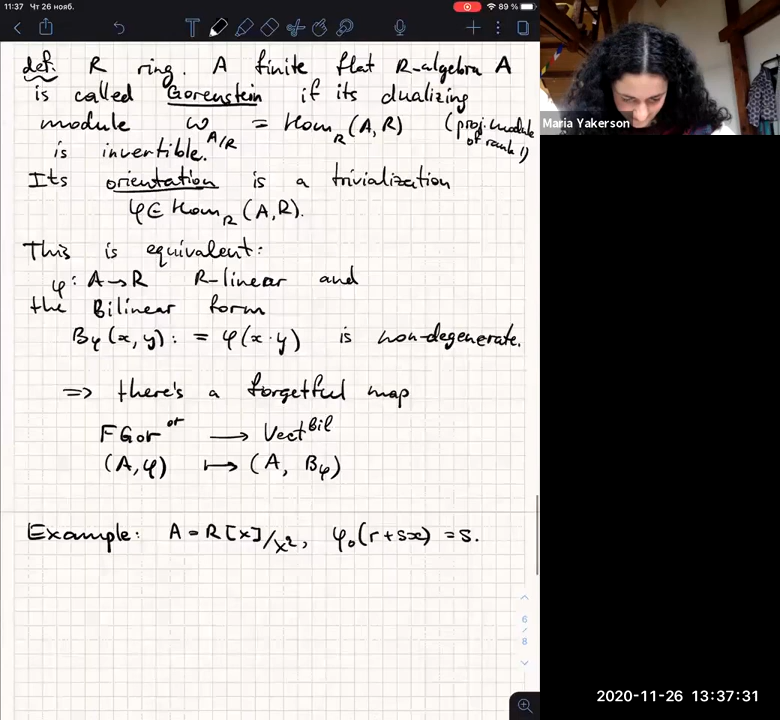 11:37 Чт 26 нояб.
89 %
def: R ring. A finite flat R-algebra A
is called Gorenstein if its dualizing
module ω_{A/R} = Hom_R (A, R) (proj. module of rank 1)
is invertible.
Its orientation is a trivialization
φ ∈ Hom_R (A, R).
This is equivalent:
φ: A → R R-linear and
the Bilinear form
B_φ (x, y) : = φ(x · y) is non-degenerate.
⇒ there's a forgetful map
FGor^{or} → Vect^{Bil}
(A, φ) ↦ (A, B_φ)
Example: A = R[x]/x², φ₀(r + sx) = s.
6
/
8
Maria Yakerson
2020-11-26 13:37:31